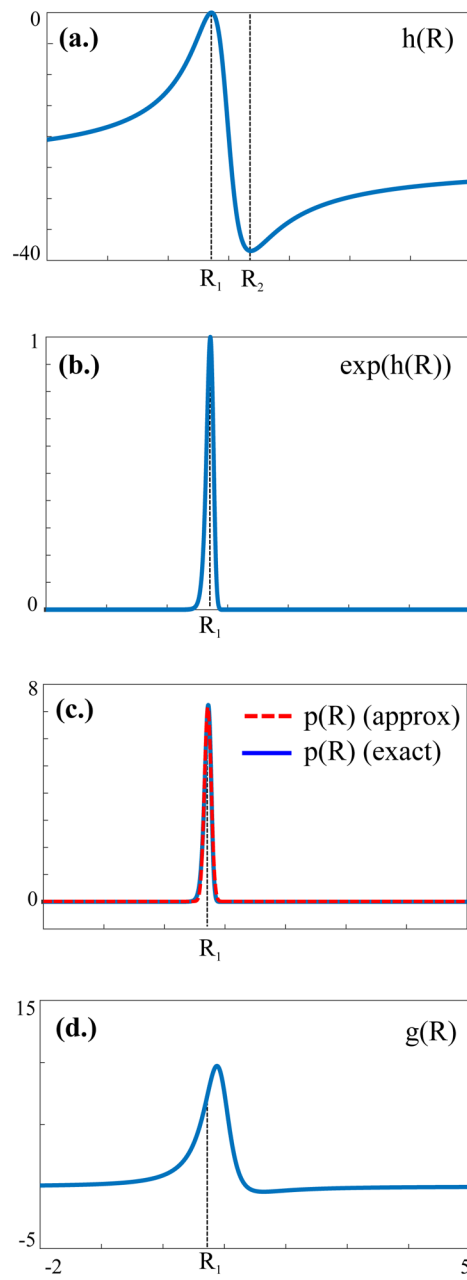 0
(a.)
h(R)
-40
R₁
R₂
1
(b.)
exp(h(R))
0
R₁
8
(c.)
p(R) (approx)
p(R) (exact)
0
R₁
15
(d.)
g(R)
-5
-2
R₁
5